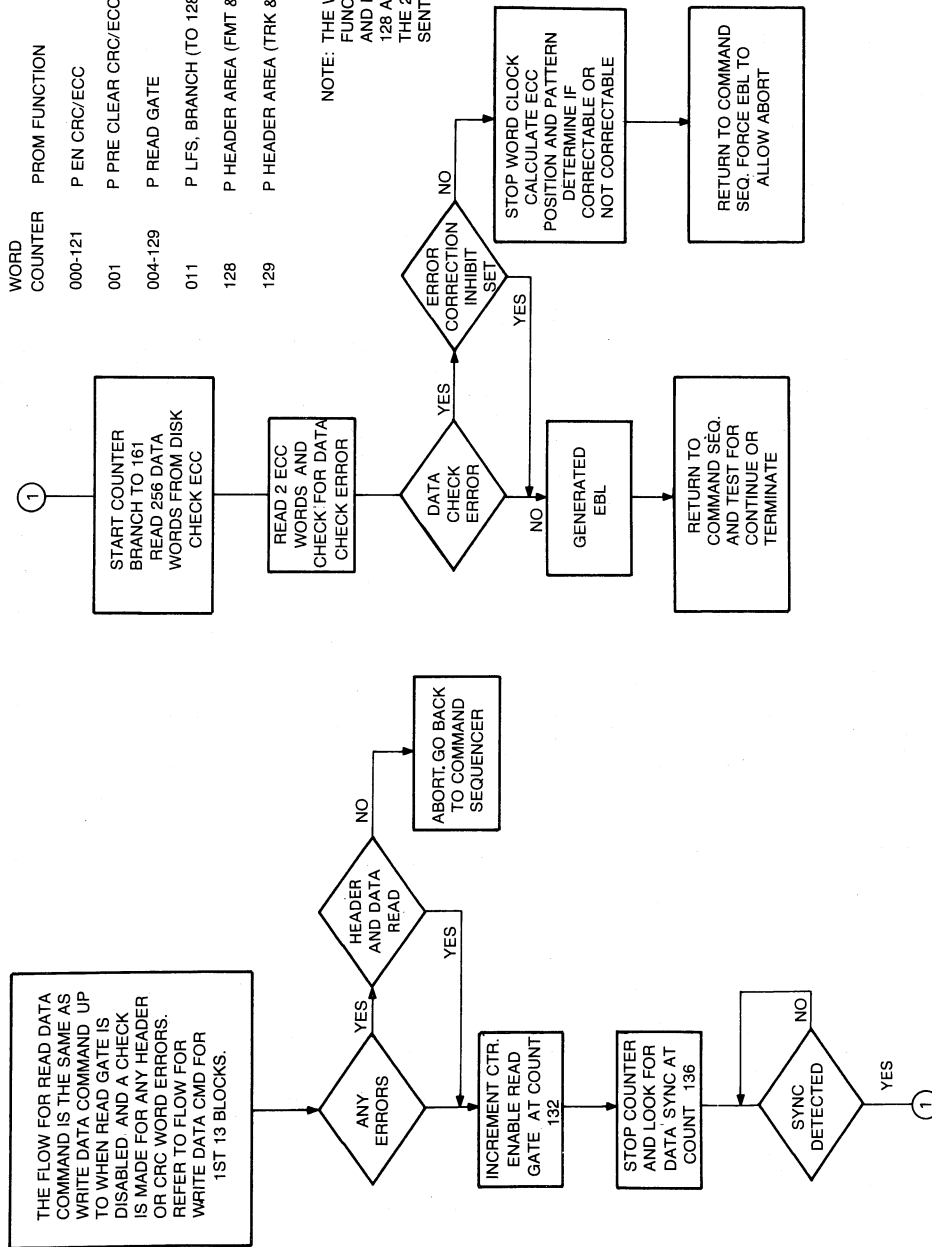 THE FLOW FOR READ DATA
COMMAND IS THE SAME AS
WRITE DATA COMMAND UP
TO WHEN READ GATE IS
DISABLED. AND A CHECK
IS MADE FOR ANY HEADER
OR CRC WORD ERRORS.
REFER TO FLOW FOR
WRITE DATA CMD FOR
1ST 13 BLOCKS.
ANY
ERRORS
YES
HEADER
AND DATA
READ
NO
YES
ABORT. GO BACK
TO COMMAND
SEQUENCER
INCREMENT CTR.
ENABLE READ
GATE AT COUNT
132
STOP COUNTER
AND LOOK FOR
DATA SYNC AT
COUNT 136
SYNC
DETECTED
NO
YES
1
1
START COUNTER
BRANCH TO 161
READ 256 DATA
WORDS FROM DISK
CHECK ECC
READ 2 ECC
WORDS AND
CHECK FOR DATA
CHECK ERROR
DATA
CHECK
ERROR
YES
NO
ERROR
CORRECTION
INHIBIT
SET
NO
YES
GENERATED
EBL
RETURN TO
COMMAND SEQ.
AND TEST FOR
CONTINUE OR
TERMINATE
STOP WORD CLOCK
CALCULATE ECC
POSITION AND PATTERN
DETERMINE IF
CORRECTABLE OR
NOT CORRECTABLE
RETURN TO COMMAND
SEQ. FORCE EBL TO
ALLOW ABORT
WORD
COUNTER PROM FUNCTION
000-121 P EN CRC/ECC
001 P PRE CLEAR CRC/ECC
004-129 P READ GATE
011 P LFS, BRANCH (TO 128
128 P HEADER AREA (FMT &
129 P HEADER AREA (TRK &
NOTE: THE
FUNC
AND
128
THE 2
SENT